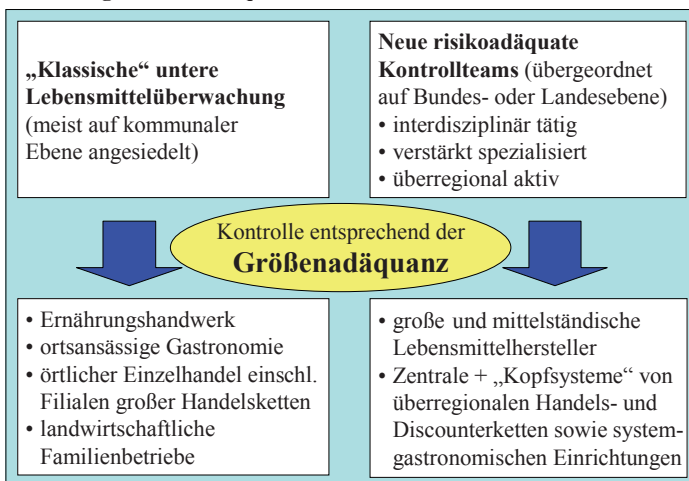 „Klassische“ untere
Lebensmittelüberwachung
(meist auf kommunaler
Ebene angesiedelt)
Neue risikoadäquate
Kontrollteams (übergeordnet
auf Bundes- oder Landesebene)
• interdisziplinär tätig
• verstärkt spezialisiert
• überregional aktiv
Kontrolle entsprechend der
Größenadäquanz
• Ernährungshandwerk
• ortsansässige Gastronomie
• örtlicher Einzelhandel einschl.
Filialen großer Handelsketten
• landwirtschaftliche
Familienbetriebe
• große und mittelständische
Lebensmittelhersteller
• Zentrale + „Kopfsysteme“ von
überregionalen Handels- und
Discounterketten sowie system-
gastronomischen Einrichtungen